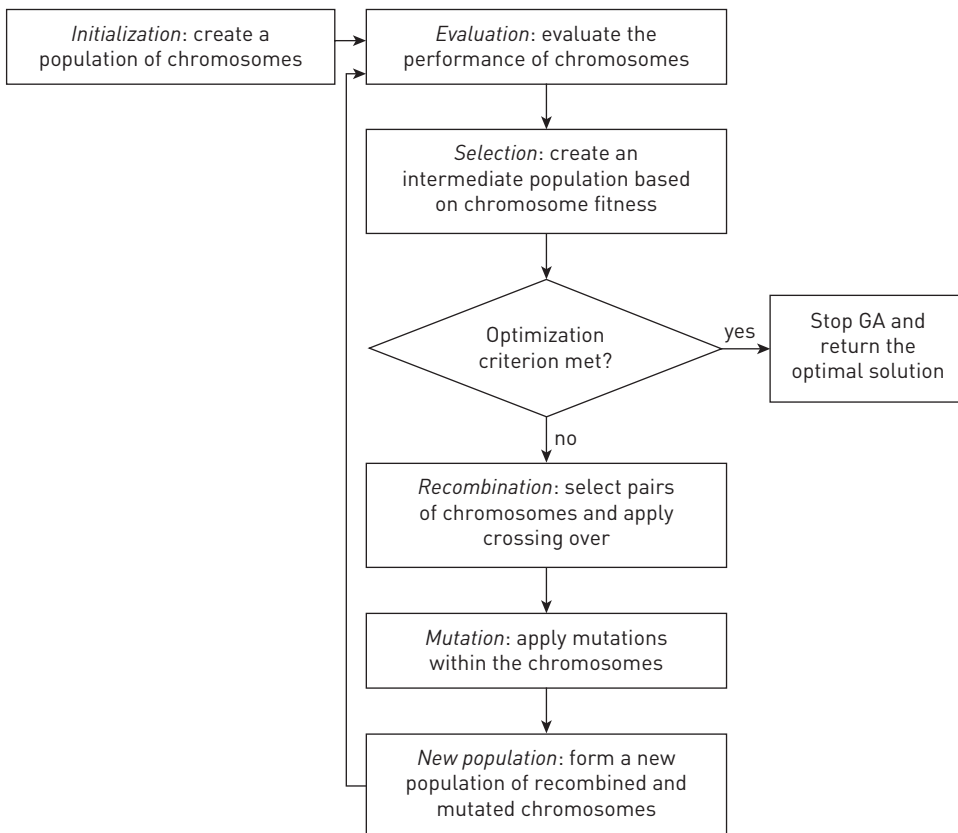 Initialization: create a
population of chromosomes
Evaluation: evaluate the
performance of chromosomes
Selection: create an
intermediate population based
on chromosome fitness
Optimization
criterion met?
yes
Stop GA and
return the
optimal solution
no
Recombination: select pairs
of chromosomes and apply
crossing over
Mutation: apply mutations
within the chromosomes
New population: form a new
population of recombined and
mutated chromosomes